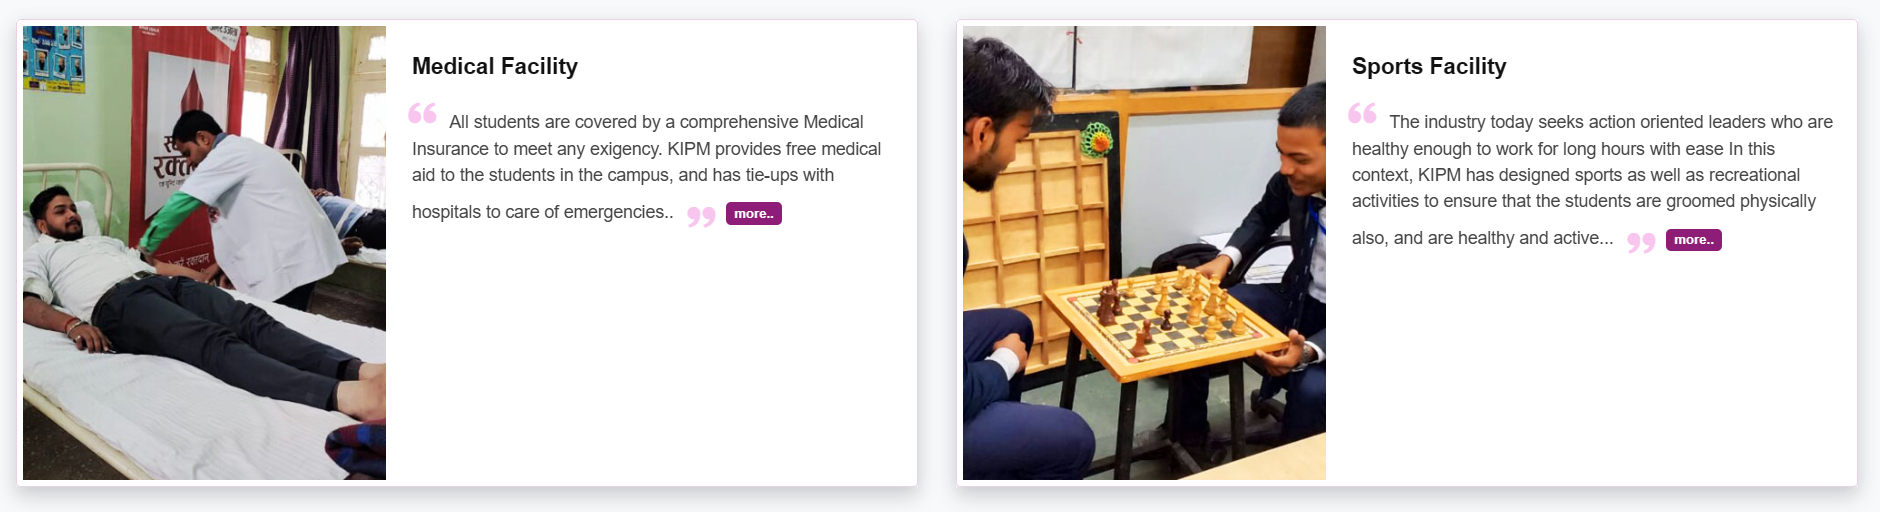 Medical Facility
“ All students are covered by a comprehensive Medical
Insurance to meet any exigency. KIPM provides free medical
aid to the students in the campus, and has tie-ups with
hospitals to care of emergencies.. ” more..
Sports Facility
“ The industry today seeks action oriented leaders who are
healthy enough to work for long hours with ease In this
context, KIPM has designed sports as well as recreational
activities to ensure that the students are groomed physically
also, and are healthy and active... ” more..